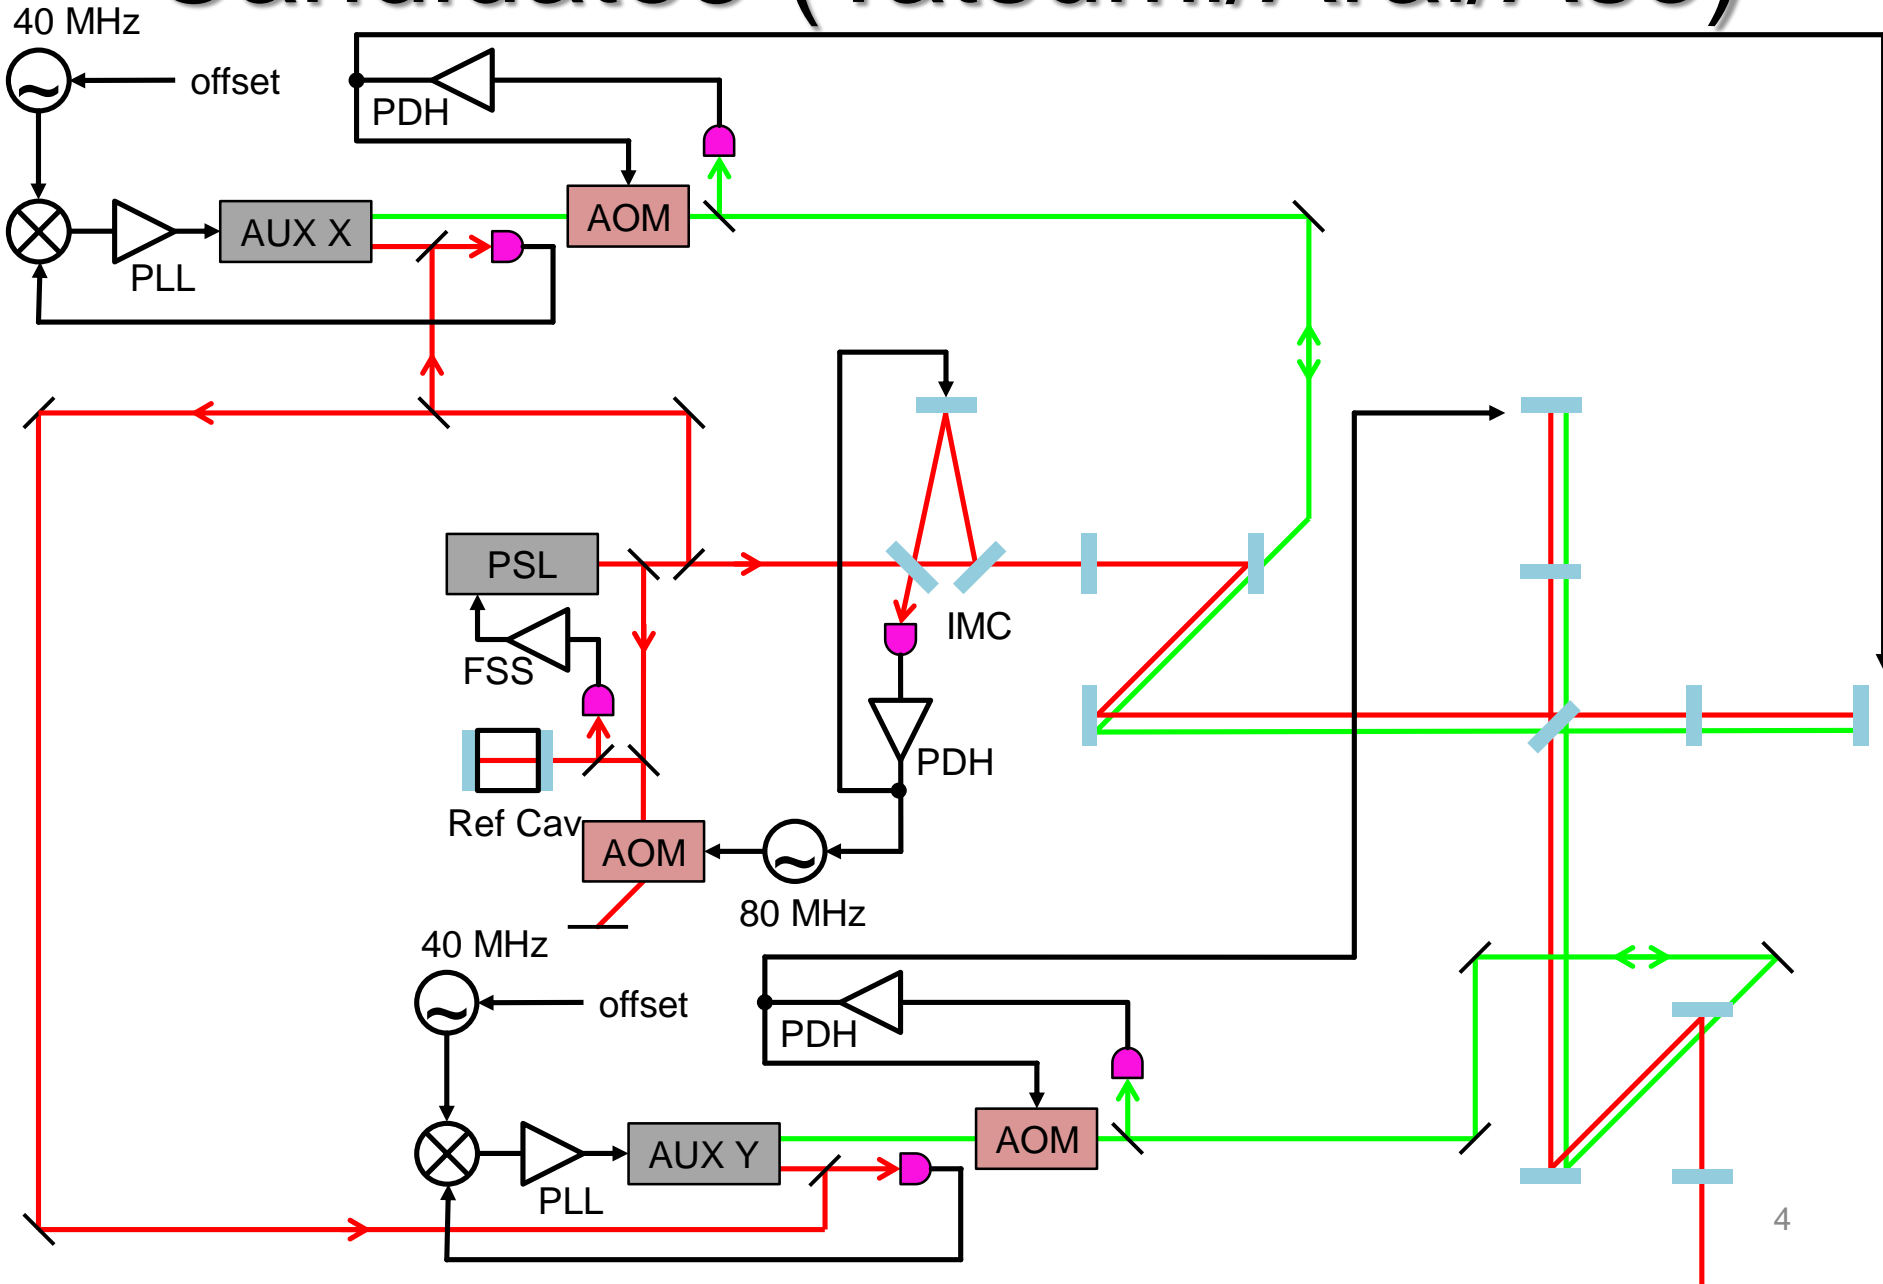 40 MHz
offset
PDH
AUX X
AOM
PLL
PSL
IMC
FSS
PDH
Ref Cav
AOM
80 MHz
40 MHz
offset
PDH
AUX Y
AOM
PLL
4